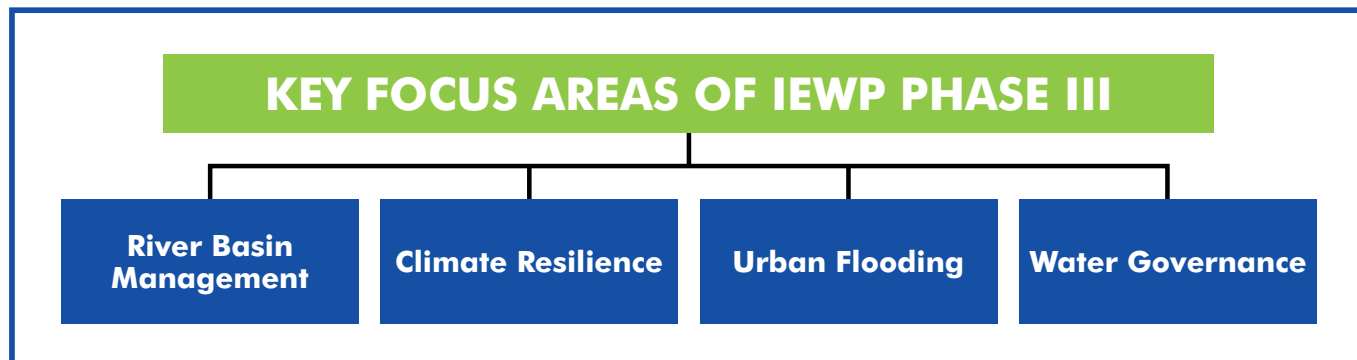 KEY FOCUS AREAS OF IEWP PHASE III
River Basin
Management
Climate Resilience
Urban Flooding
Water Governance